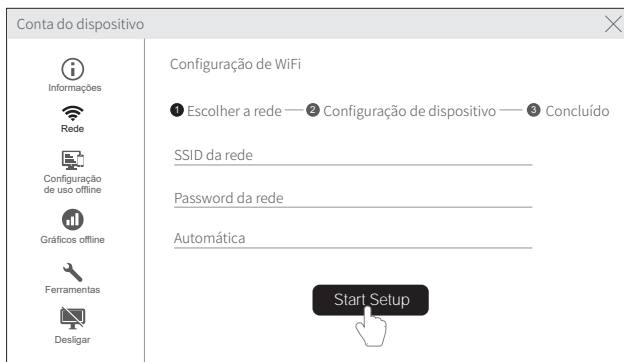 Conta do dispositivo
Informações
Rede
Configuração
de uso offline
Gráficos offline
Ferramentas
Desligar
Configuração de WiFi
1 Escolher a rede 2 Configuração de dispositivo 3 Concluído
SSID da rede
Password da rede
Automática
Start Setup